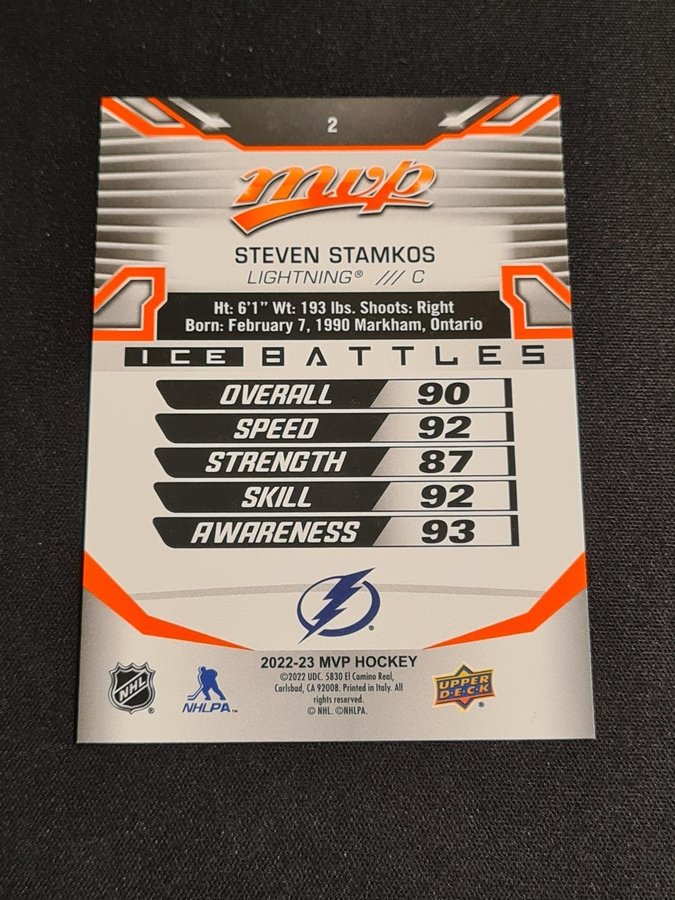 2
mvp
STEVEN STAMKOS
LIGHTNING® /// C
Ht: 6'1" Wt: 193 lbs. Shoots: Right
Born: February 7, 1990 Markham, Ontario
ICE BATTLES
OVERALL 90
SPEED 92
STRENGTH 87
SKILL 92
AWARENESS 93
®
2022-23 MVP HOCKEY
©2022 UDC. 5830 El Camino Real,
Carlsbad, CA 92008. Printed in Italy. All
rights reserved.
© NHL. ©NHLPA.
NHL ®
NHLPA™
UPPER
D·E·C·K ®